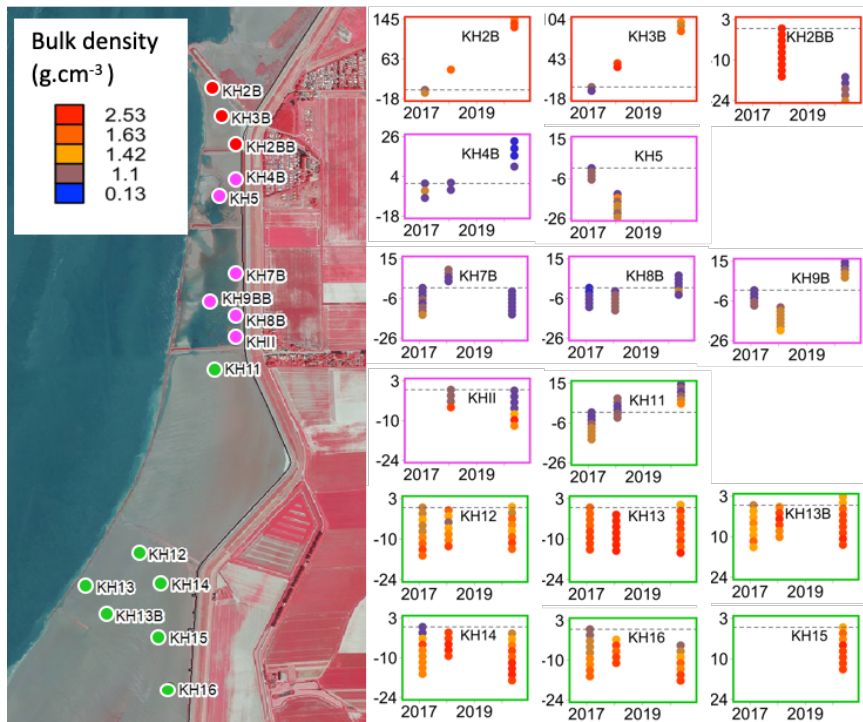 Bulk density
(g.cm⁻³)
2.53
1.63
1.42
1.1
0.13
KH2B
KH3B
KH2BB
KH4B
KH5
KH7B
KH9BB
KH8B
KHII
KH11
KH12
KH13
KH14
KH13B
KH15
KH16
145
63
-18
KH2B
2017 2019
104
43
-18
KH3B
2017 2019
3
-10
-24
KH2BB
2017 2019
26
4
-18
KH4B
2017 2019
15
-6
-26
KH5
2017 2019
15
-6
-26
KH7B
2017 2019
15
-6
-26
KH8B
2017 2019
15
-6
-26
KH9B
2017 2019
3
-10
-24
KHII
2017 2019
15
-6
-26
KH11
2017 2019
3
-10
-24
KH12
2017 2019
3
-10
-24
KH13
2017 2019
3
10
24
KH13B
2017 2019
3
-10
-24
KH14
2017 2019
3
-10
-24
KH16
2017 2019
3
-10
-24
KH15
2017 2019